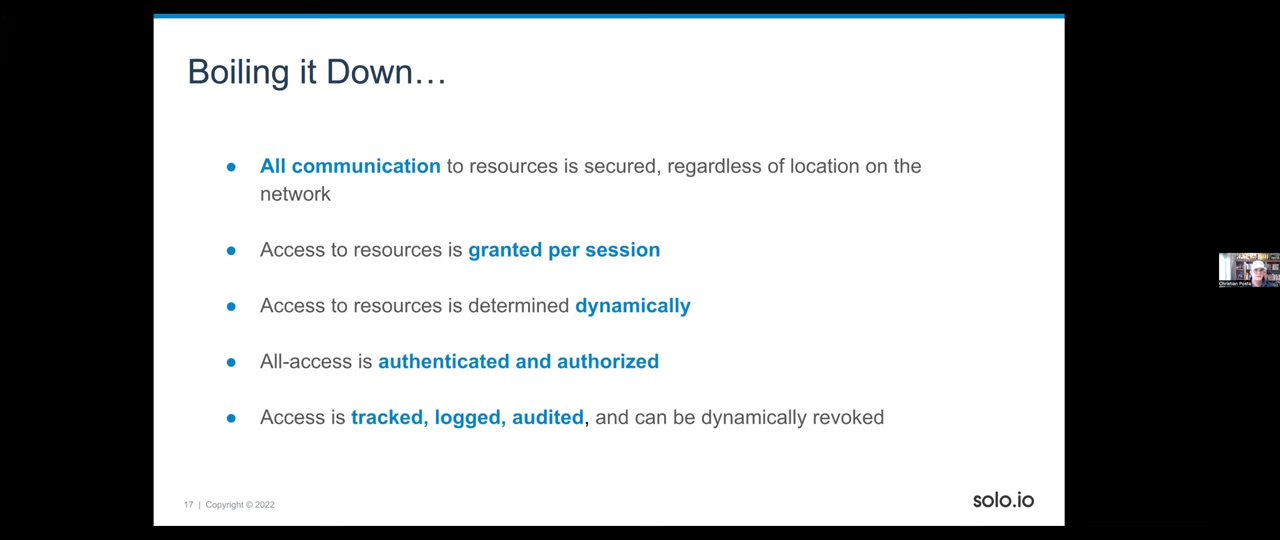 Boiling it Down…
● All communication to resources is secured, regardless of location on the
network
● Access to resources is granted per session
● Access to resources is determined dynamically
● All-access is authenticated and authorized
● Access is tracked, logged, audited, and can be dynamically revoked
17 | Copyright © 2022
solo.io
Christian Posta